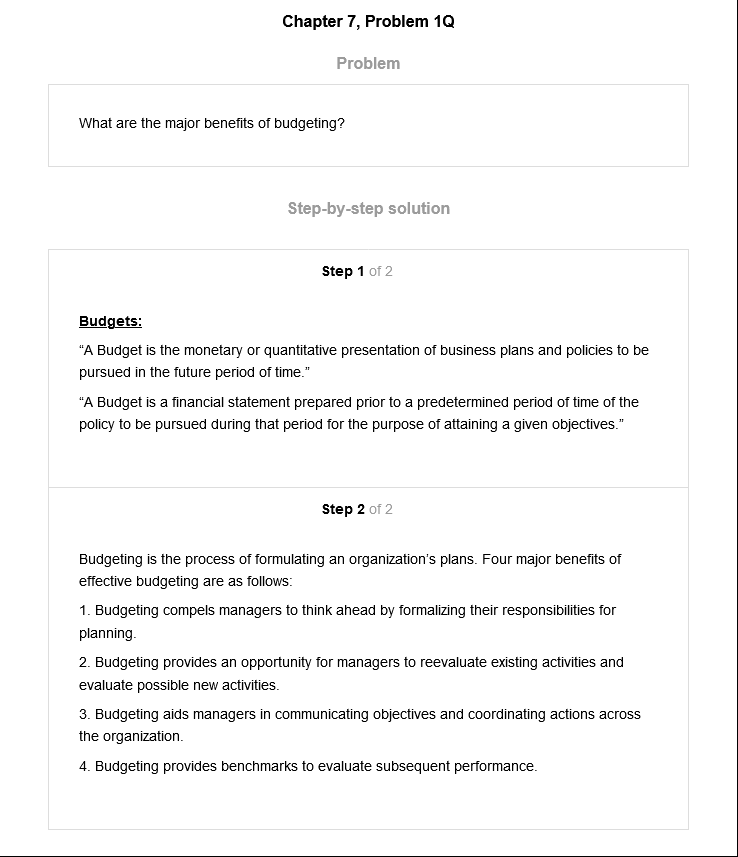 Chapter 7, Problem 1Q
Problem
What are the major benefits of budgeting?
Step-by-step solution
Step 1 of 2
Budgets:
“A Budget is the monetary or quantitative presentation of business plans and policies to be
pursued in the future period of time.”
“A Budget is a financial statement prepared prior to a predetermined period of time of the
policy to be pursued during that period for the purpose of attaining a given objectives.”
Step 2 of 2
Budgeting is the process of formulating an organization’s plans. Four major benefits of
effective budgeting are as follows:
1. Budgeting compels managers to think ahead by formalizing their responsibilities for
planning.
2. Budgeting provides an opportunity for managers to reevaluate existing activities and
evaluate possible new activities.
3. Budgeting aids managers in communicating objectives and coordinating actions across
the organization.
4. Budgeting provides benchmarks to evaluate subsequent performance.